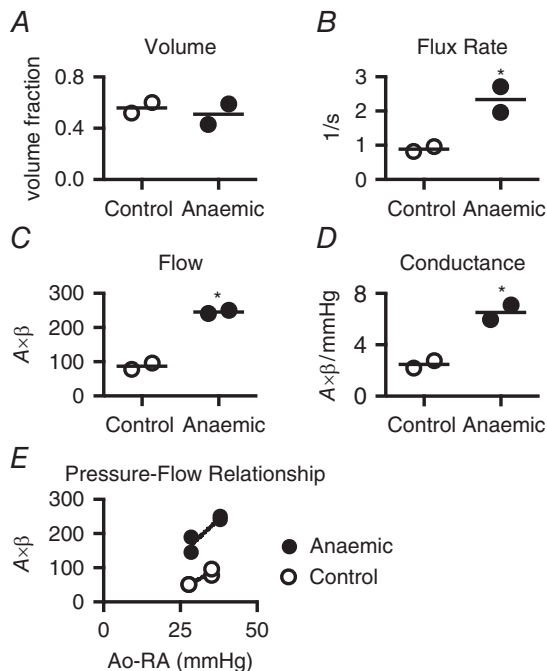 A
Volume
volume fraction
0.8
0.4
0.0
Control Anaemic
B
Flux Rate
1/s
3
2
1
0
*
Control Anaemic
C
Flow
A×β
300
200
100
0
*
Control Anaemic
D
Conductance
A×β/mmHg
8
4
0
*
Control Anaemic
E
Pressure-Flow Relationship
A×β
300
200
100
0
0 25 50
Ao-RA (mmHg)
Anaemic
Control